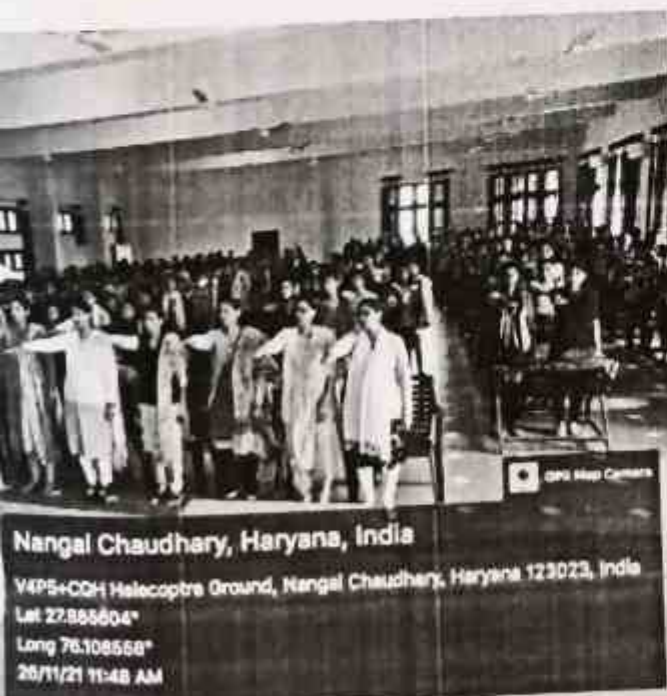 GPS Map Camera
Nangal Chaudhary, Haryana, India
V4P5+CQH Halecoptra Ground, Nangal Chaudhary, Haryana 123023, India
Lat 27.885604°
Long 76.108558°
26/11/21 11:48 AM